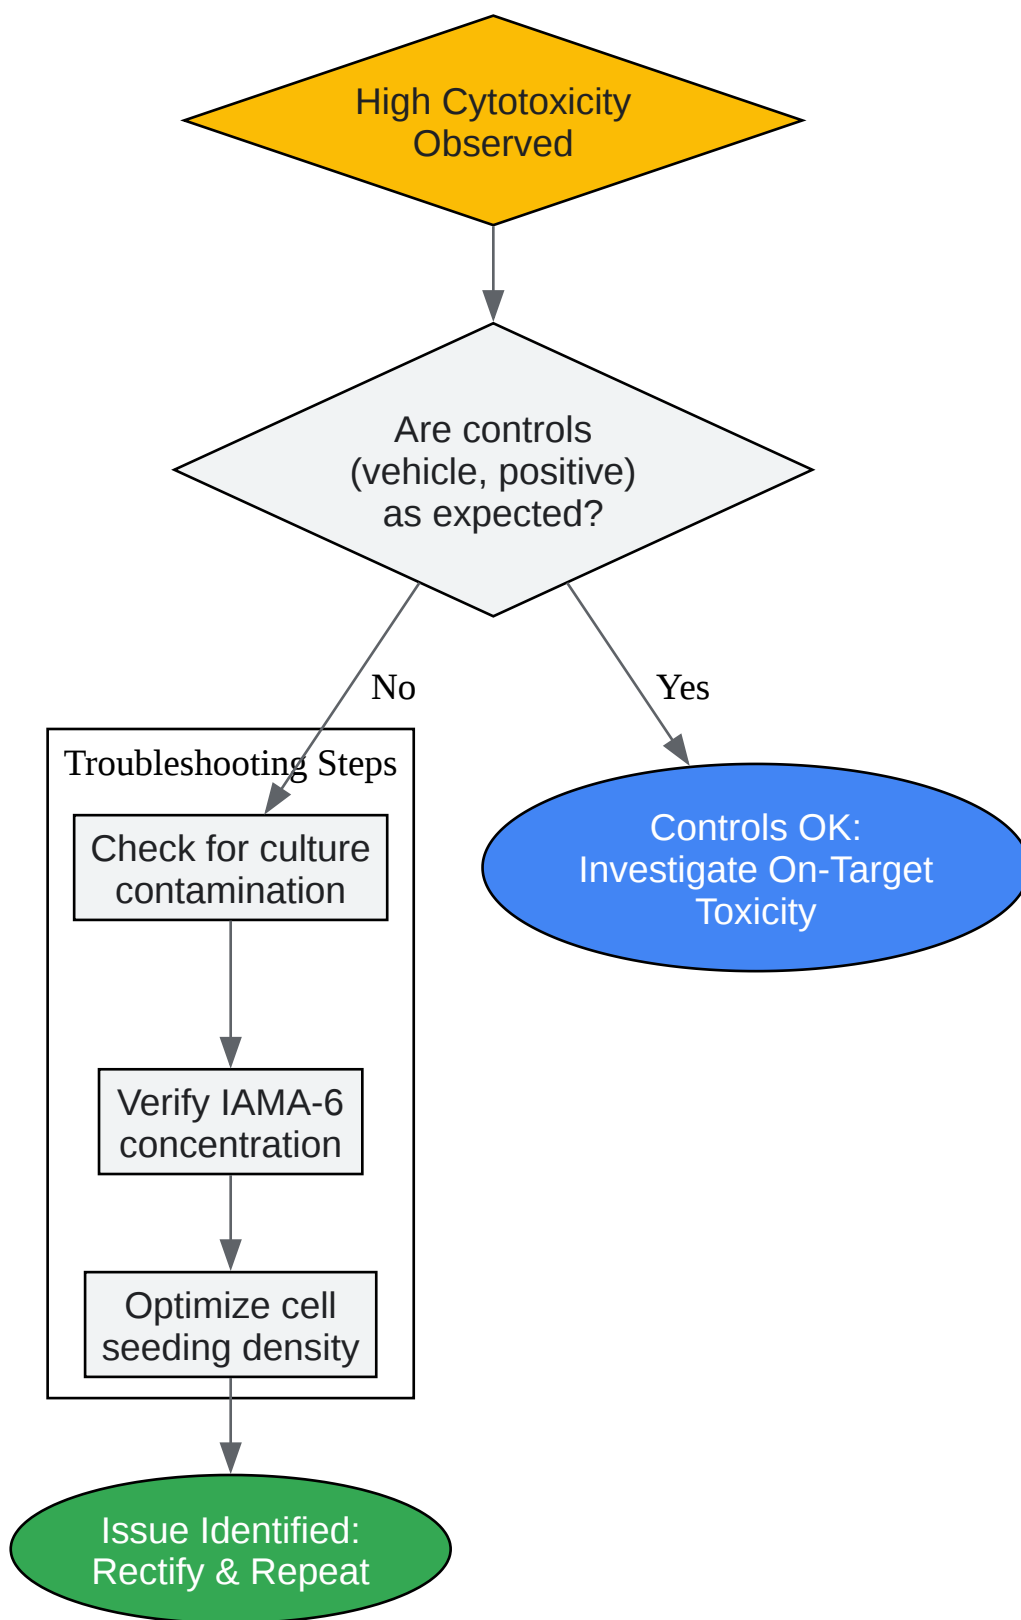 High Cytotoxicity
Observed
Are controls
(vehicle, positive)
as expected?
No
Yes
Troubleshooting Steps
Check for culture
contamination
Controls OK:
Investigate On-Target
Toxicity
Verify IAMA-6
concentration
Optimize cell
seeding density
Issue Identified:
Rectify & Repeat